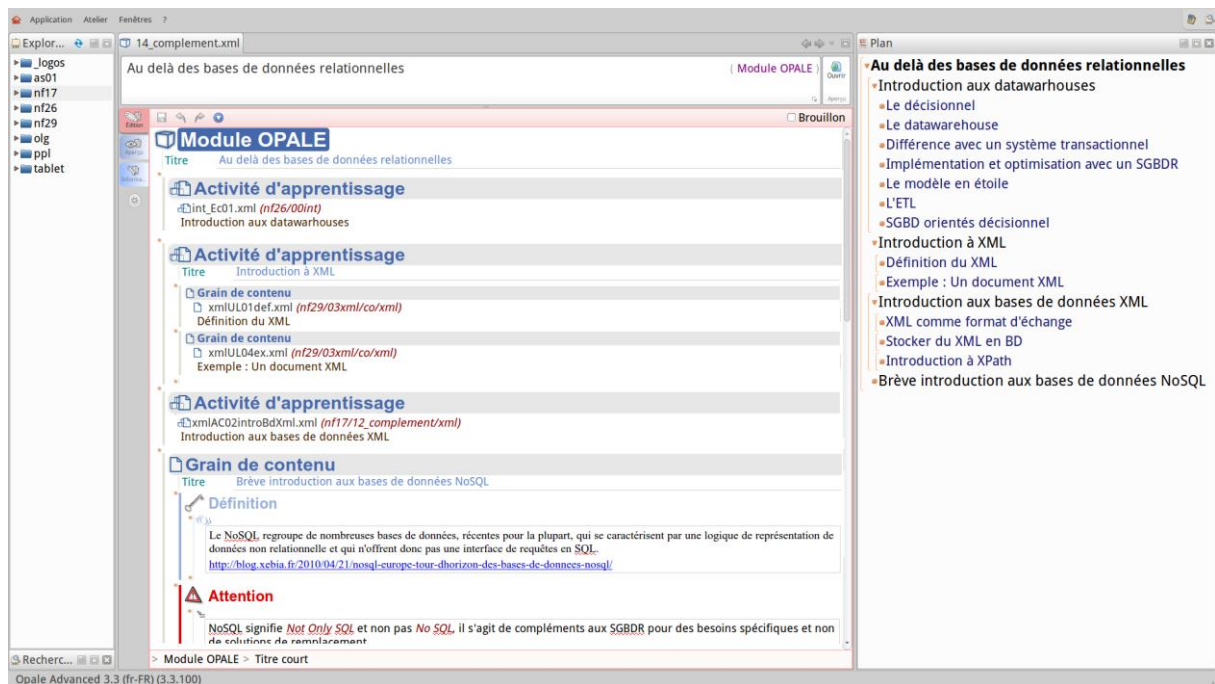 Application Atelier Fenêtres ?
Explor...
_logos
as01
nf17
nf26
nf29
olg
ppl
tablet
Recherc...
14_complement.xml
Au delà des bases de données relationnelles
( Module OPALE )
Ouvrir
Aperçu
Edition
Aperçu
Brouillon
Module OPALE
Titre Au delà des bases de données relationnelles
Activité d'apprentissage
int_Ec01.xml (nf26/00int)
Introduction aux datawarhouses
Activité d'apprentissage
Titre Introduction à XML
Grain de contenu
xmlUL01def.xml (nf29/03xml/co/xml)
Définition du XML
Grain de contenu
xmlUL04ex.xml (nf29/03xml/co/xml)
Exemple : Un document XML
Activité d'apprentissage
xmlAC02introBdXml.xml (nf17/12_complement/xml)
Introduction aux bases de données XML
Grain de contenu
Titre Brève introduction aux bases de données NoSQL
Définition
Le NoSQL regroupe de nombreuses bases de données, récentes pour la plupart, qui se caractérisent par une logique de représentation de
données non relationnelle et qui n'offrent donc pas une interface de requêtes en SQL.
http://blog.xebia.fr/2010/04/21/nosql-europe-tour-dhorizon-des-bases-de-donnees-nosql/
Attention
NoSQL signifie Not Only SQL et non pas No SQL, il s'agit de compléments aux SGBDR pour des besoins spécifiques et non
de solutions de remplacement
> Module OPALE > Titre court
Plan
Au delà des bases de données relationnelles
Introduction aux datawarhouses
Le décisionnel
Le datawarehouse
Différence avec un système transactionnel
Implémentation et optimisation avec un SGBDR
Le modèle en étoile
L'ETL
SGBD orientés décisionnel
Introduction à XML
Définition du XML
Exemple : Un document XML
Introduction aux bases de données XML
XML comme format d'échange
Stocker du XML en BD
Introduction à XPath
Brève introduction aux bases de données NoSQL
Opale Advanced 3.3 (fr-FR) (3.3.100)